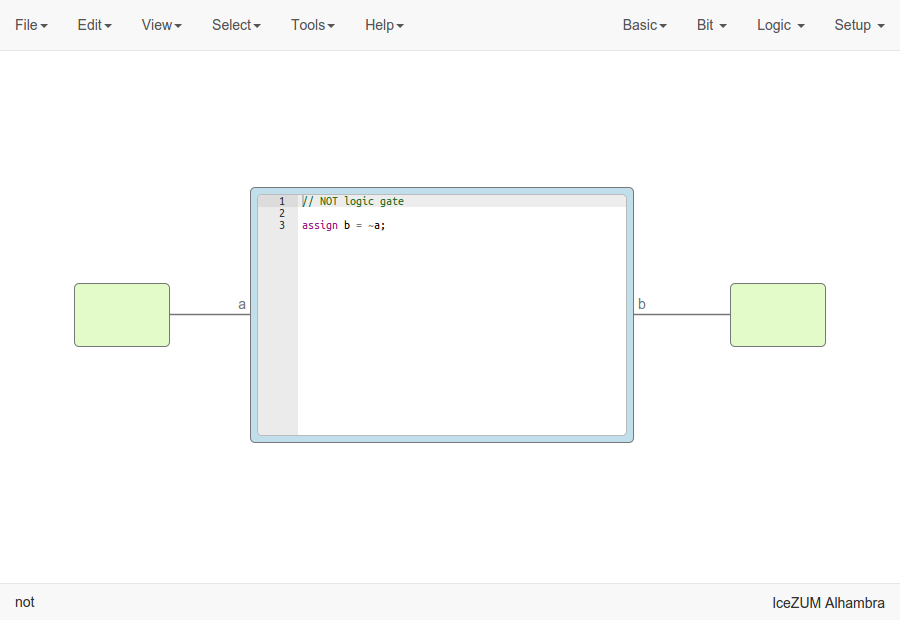 File Edit View Select Tools Help Basic Bit Logic Setup
1 // NOT logic gate
2
3 assign b = ~a;
a
b
not
IceZUM Alhambra